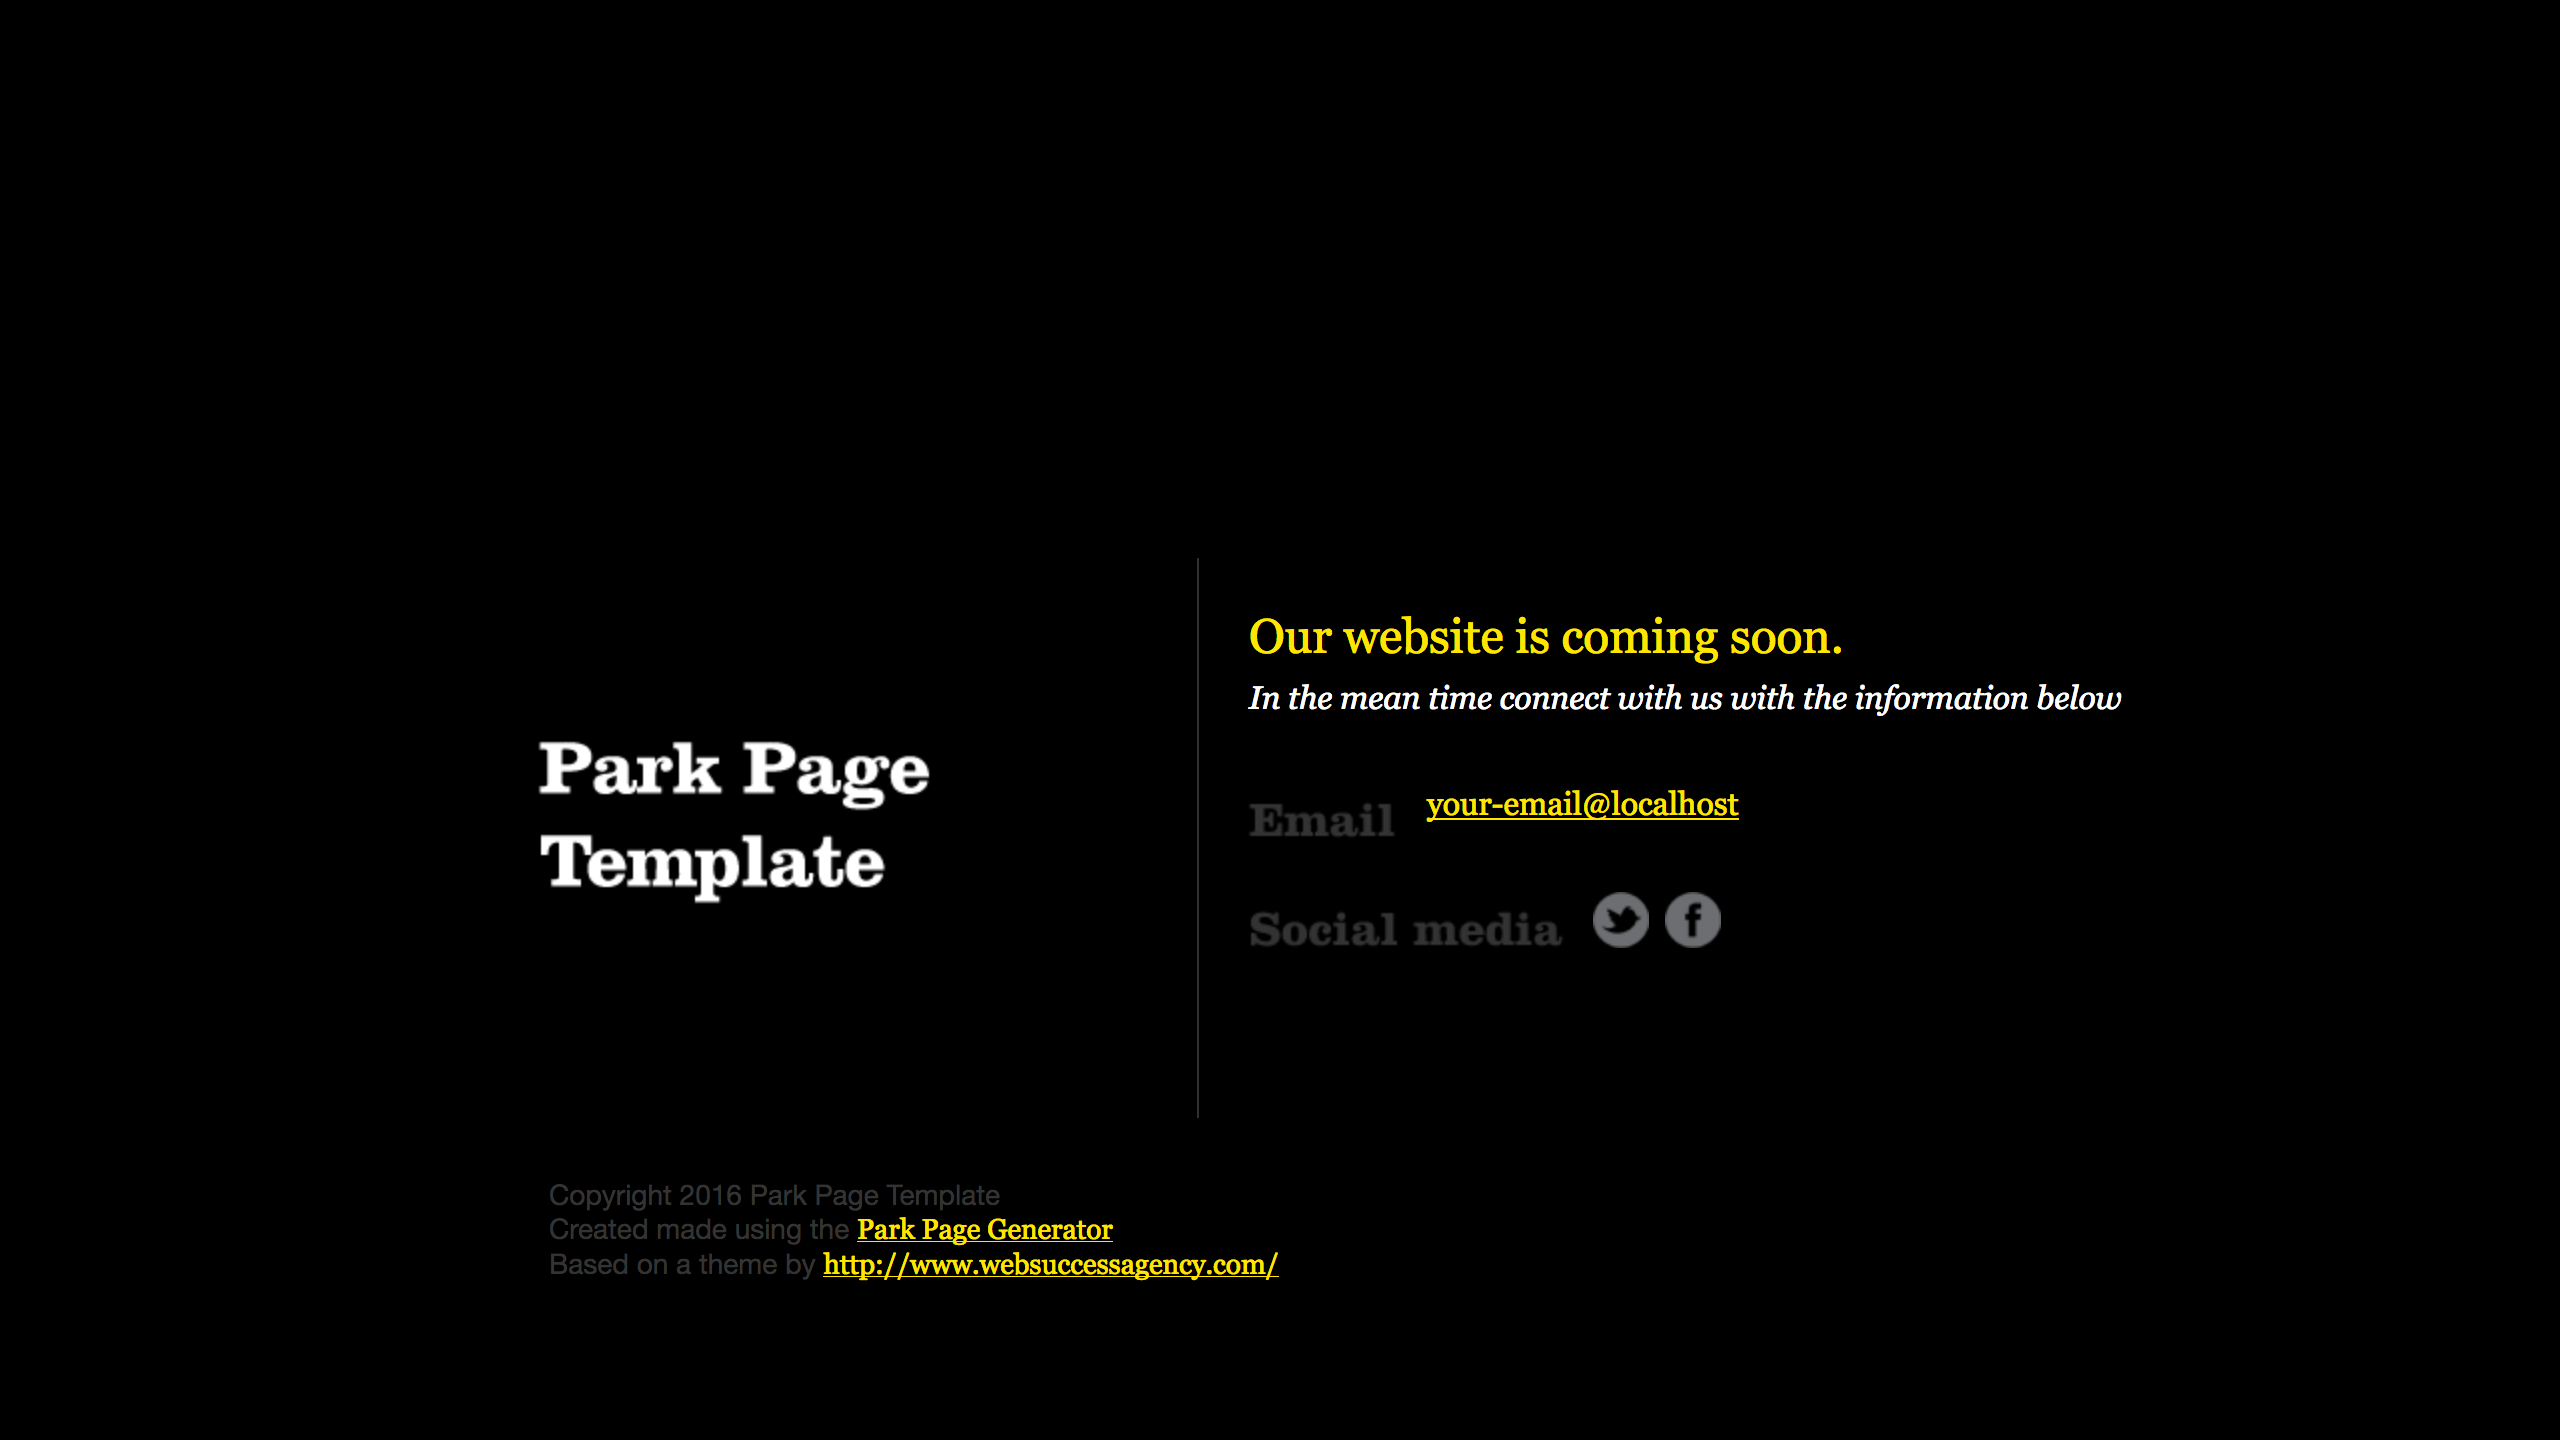 Park Page
Template
Our website is coming soon.
In the mean time connect with us with the information below
Email your-email@localhost
Social media
Copyright 2016 Park Page Template
Created made using the Park Page Generator
Based on a theme by http://www.websuccessagency.com/